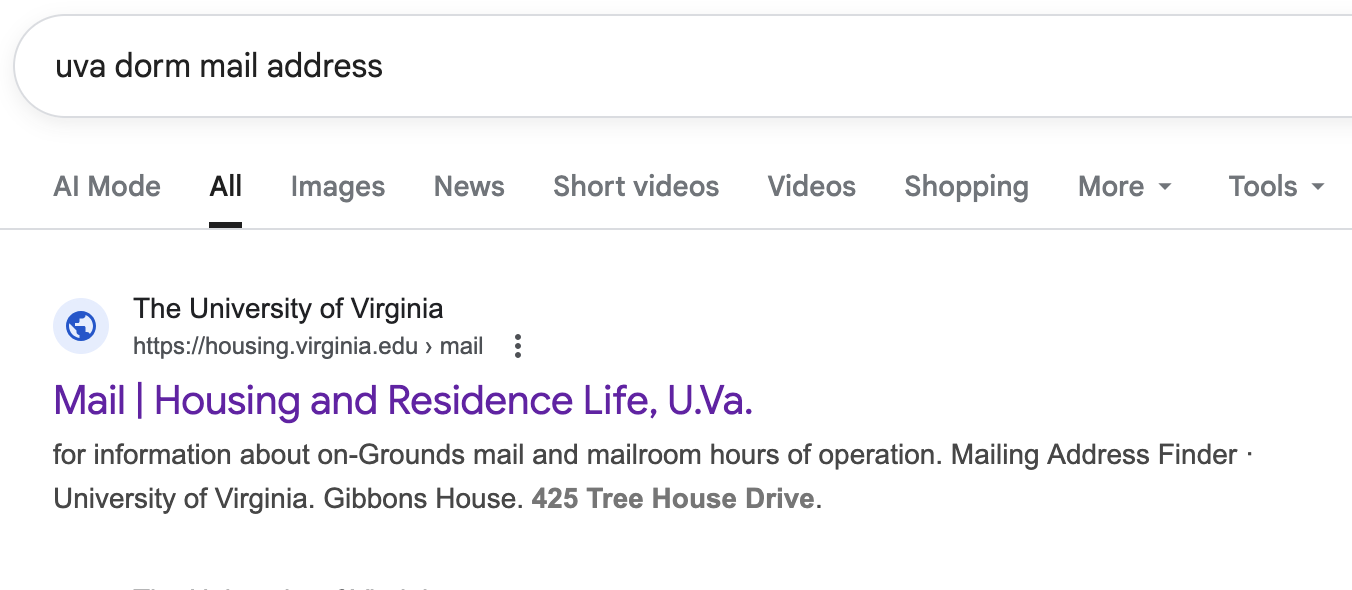 uva dorm mail address
AI Mode All Images News Short videos Videos Shopping More Tools
The University of Virginia
https://housing.virginia.edu › mail
Mail | Housing and Residence Life, U.Va.
for information about on-Grounds mail and mailroom hours of operation. Mailing Address Finder ·
University of Virginia. Gibbons House. 425 Tree House Drive.